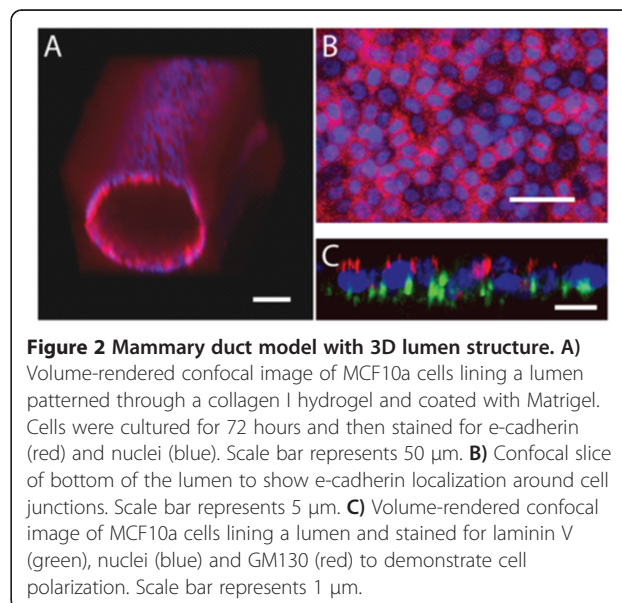 A
B
C
Figure 2 Mammary duct model with 3D lumen structure. A)
Volume-rendered confocal image of MCF10a cells lining a lumen
patterned through a collagen I hydrogel and coated with Matrigel.
Cells were cultured for 72 hours and then stained for e-cadherin
(red) and nuclei (blue). Scale bar represents 50 μm. B) Confocal slice
of bottom of the lumen to show e-cadherin localization around cell
junctions. Scale bar represents 5 μm. C) Volume-rendered confocal
image of MCF10a cells lining a lumen and stained for laminin V
(green), nuclei (blue) and GM130 (red) to demonstrate cell
polarization. Scale bar represents 1 μm.